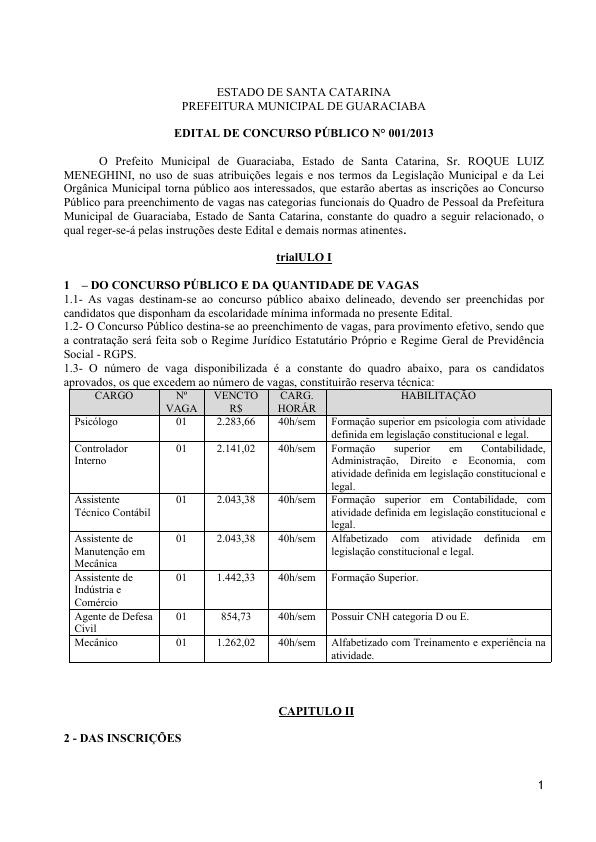 ESTADO DE SANTA CATARINA
PREFEITURA MUNICIPAL DE GUARACIABA
EDITAL DE CONCURSO PÚBLICO N° 001/2013
O Prefeito Municipal de Guaraciaba, Estado de Santa Catarina, Sr. ROQUE LUIZ
MENEGHINI, no uso de suas atribuições legais e nos termos da Legislação Municipal e da Lei
Orgânica Municipal torna público aos interessados, que estarão abertas as inscrições ao Concurso
Público para preenchimento de vagas nas categorias funcionais do Quadro de Pessoal da Prefeitura
Municipal de Guaraciaba, Estado de Santa Catarina, constante do quadro a seguir relacionado, o
qual reger-se-á pelas instruções deste Edital e demais normas atinentes.
trialULO I
1 – DO CONCURSO PÚBLICO E DA QUANTIDADE DE VAGAS
1.1- As vagas destinam-se ao concurso público abaixo delineado, devendo ser preenchidas por
candidatos que disponham da escolaridade mínima informada no presente Edital.
1.2- O Concurso Público destina-se ao preenchimento de vagas, para provimento efetivo, sendo que
a contratação será feita sob o Regime Jurídico Estatutário Próprio e Regime Geral de Previdência
Social - RGPS.
1.3- O número de vaga disponibilizada é a constante do quadro abaixo, para os candidatos
aprovados, os que excedem ao número de vagas, constituirão reserva técnica:
CARGO Nº VENCTO CARG. HABILITAÇÃO
VAGA R$ HORÁR
Psicólogo 01 2.283,66 40h/sem Formação superior em psicologia com atividade
definida em legislação constitucional e legal.
Controlador 01 2.141,02 40h/sem Formação superior em Contabilidade,
Interno Administração, Direito e Economia, com
atividade definida em legislação constitucional e
legal.
Assistente 01 2.043,38 40h/sem Formação superior em Contabilidade, com
Técnico Contábil atividade definida em legislação constitucional e
legal.
Assistente de 01 2.043,38 40h/sem Alfabetizado com atividade definida em
Manutenção em legislação constitucional e legal.
Mecânica
Assistente de 01 1.442,33 40h/sem Formação Superior.
Indústria e
Comércio
Agente de Defesa 01 854,73 40h/sem Possuir CNH categoria D ou E.
Civil
Mecânico 01 1.262,02 40h/sem Alfabetizado com Treinamento e experiência na
atividade.
CAPITULO II
2 - DAS INSCRIÇÕES
1